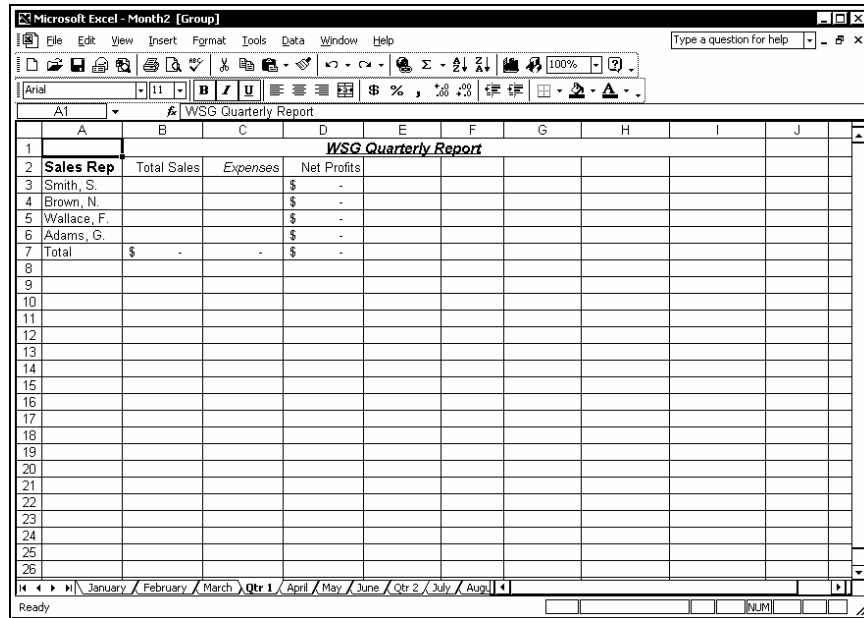 Microsoft Excel - Month2 [Group]
File Edit View Insert Format Tools Data Window Help Type a question for help
100%
Arial 11 B I U $ % ,
A1 fx WSG Quarterly Report
A B C D E F G H I J
1 WSG Quarterly Report
2 Sales Rep Total Sales Expenses Net Profits
3 Smith, S. $ -
4 Brown, N. $ -
5 Wallace, F. $ -
6 Adams, G. $ -
7 Total $ - - $ -
8
9
10
11
12
13
14
15
16
17
18
19
20
21
22
23
24
25
26
January February March Qtr 1 April May June Qtr 2 July Augu
Ready NUM